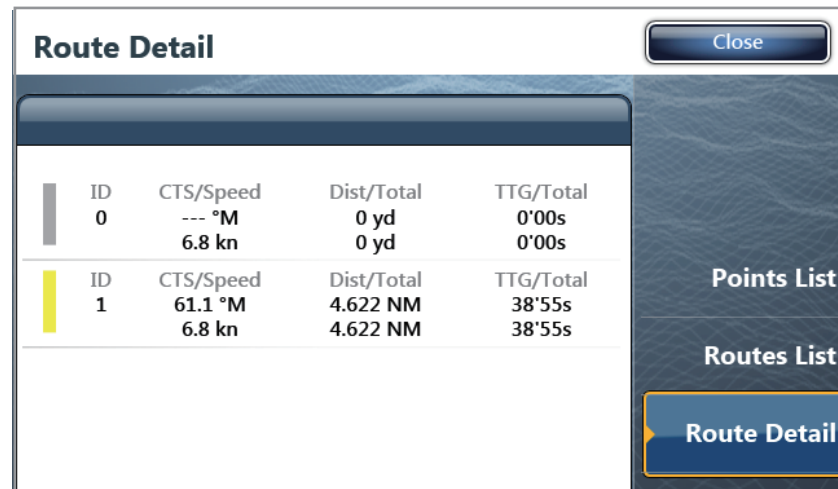 Route Detail
Close
ID CTS/Speed Dist/Total TTG/Total
0 --- °M 0 yd 0'00s
6.8 kn 0 yd 0'00s
ID CTS/Speed Dist/Total TTG/Total
1 61.1 °M 4.622 NM 38'55s
6.8 kn 4.622 NM 38'55s
Points List
Routes List
Route Detail